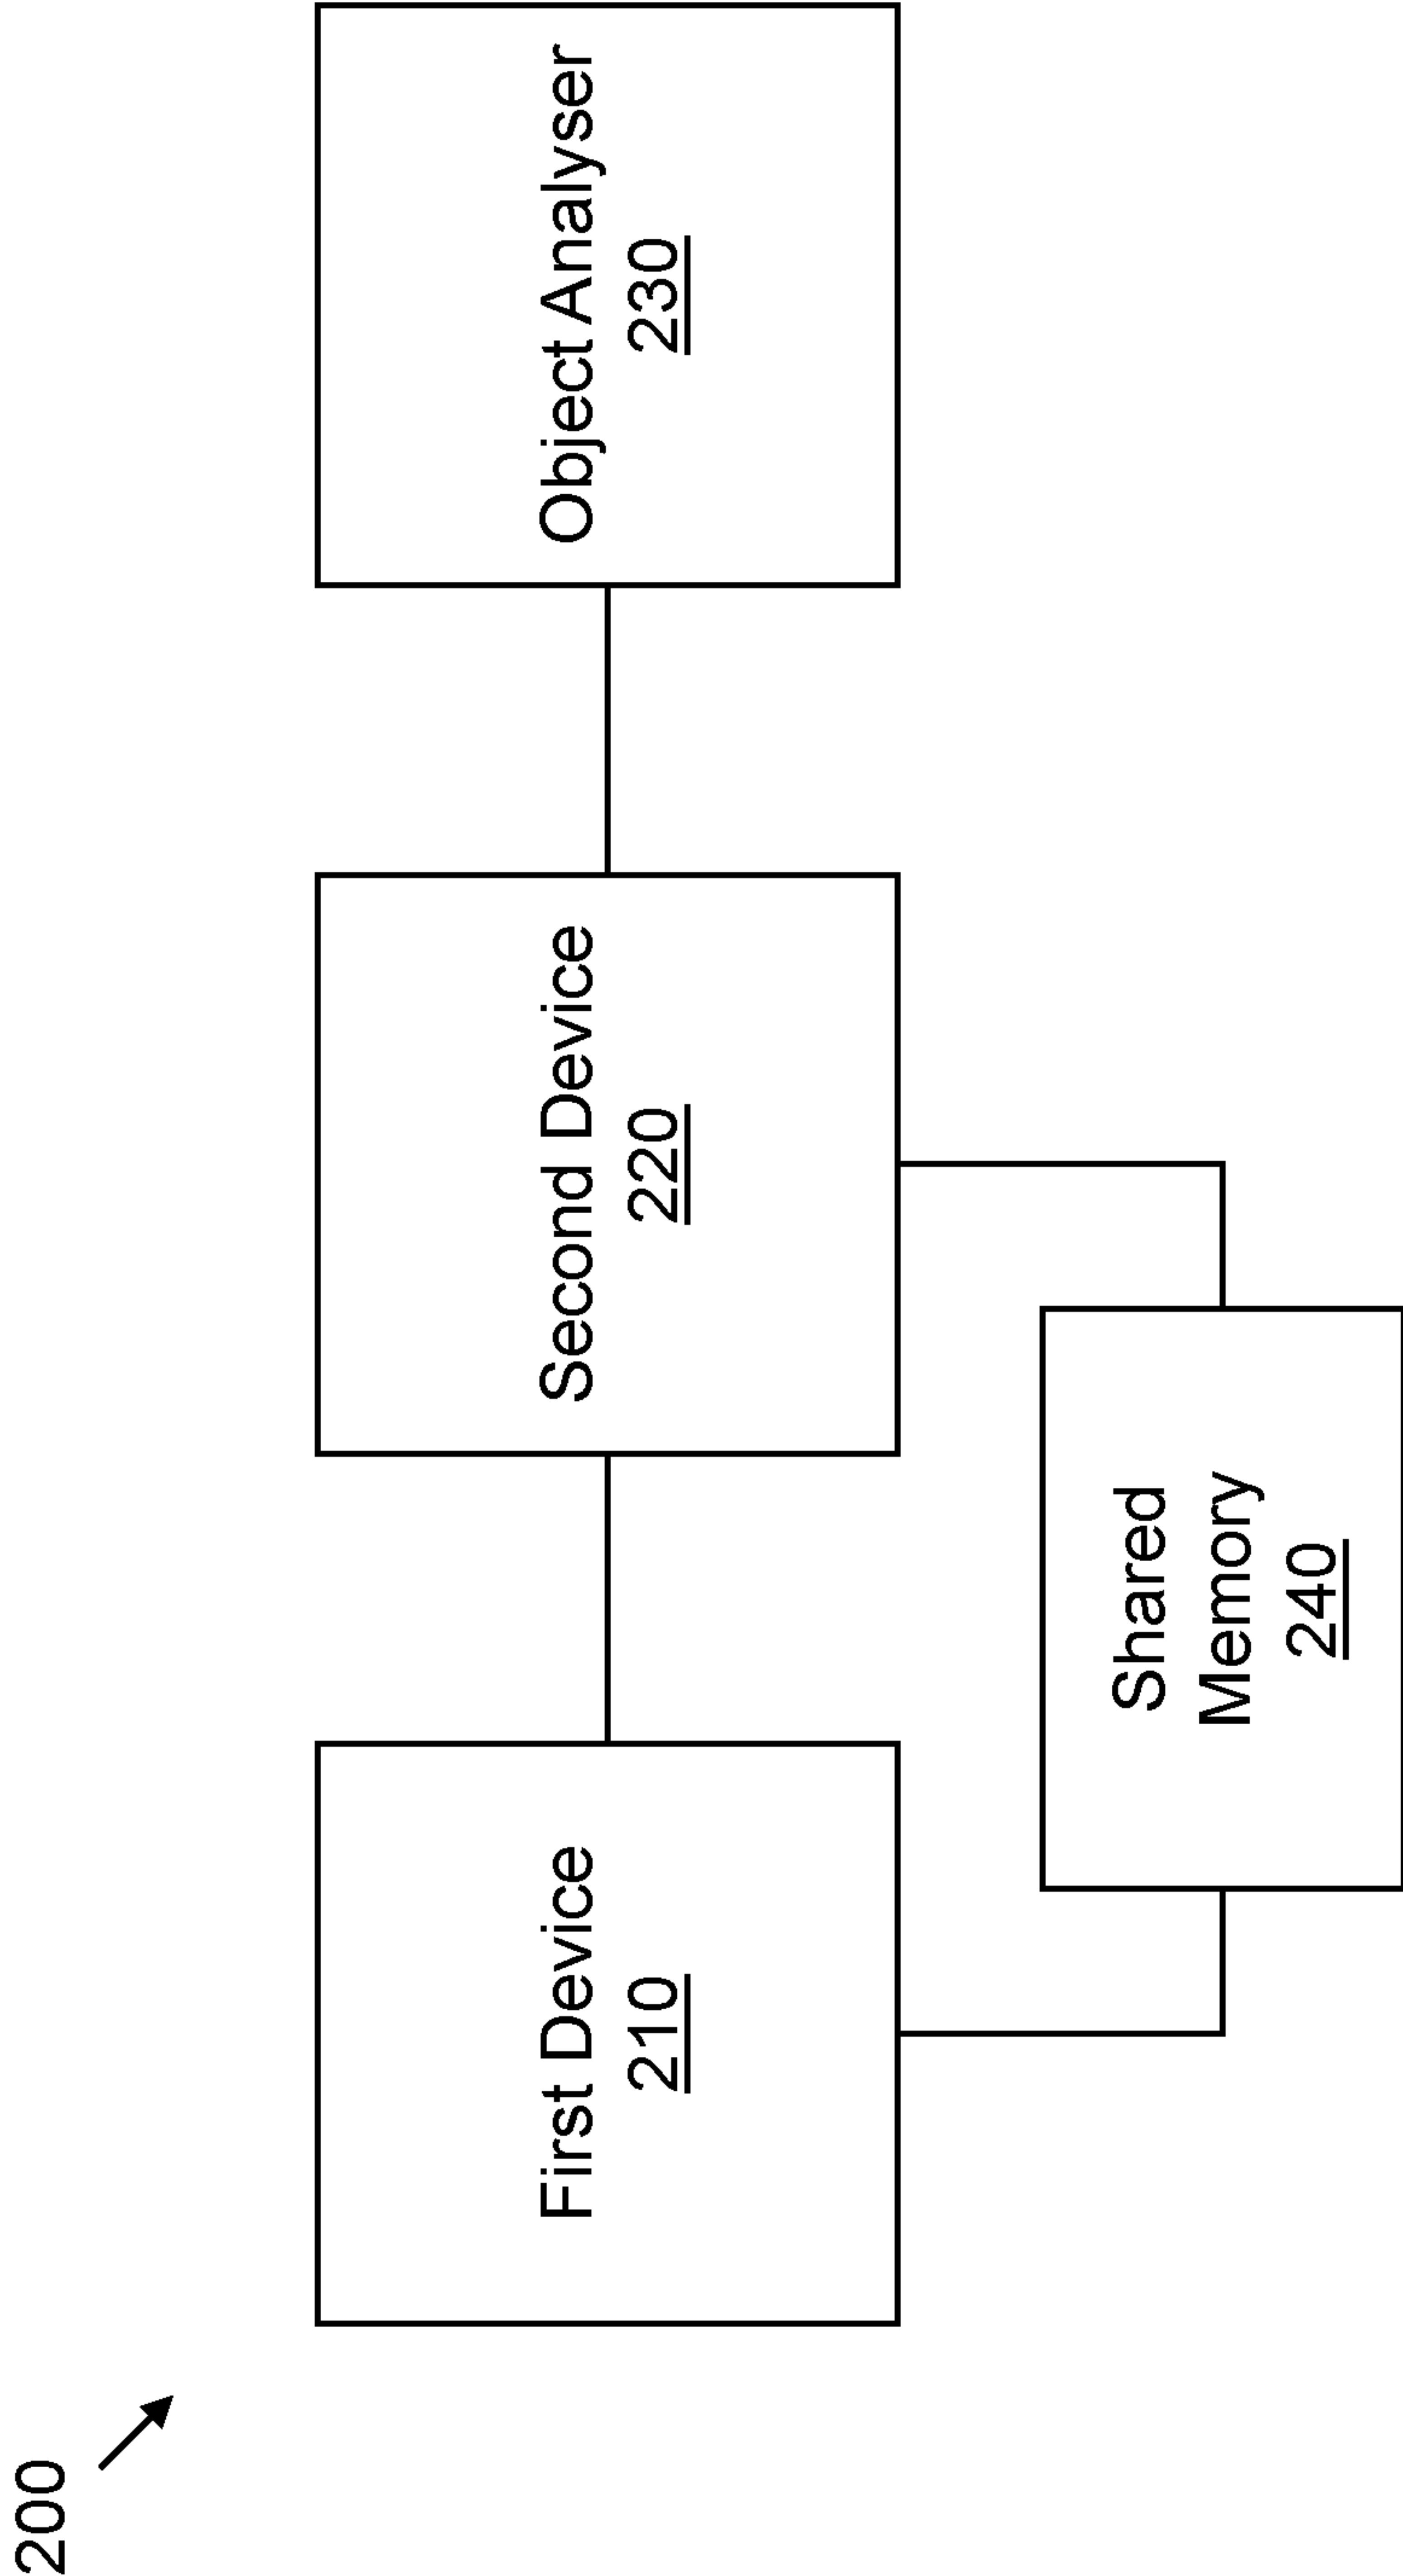 200
First Device
210
Second Device
220
Object Analyser
230
Shared
Memory
240